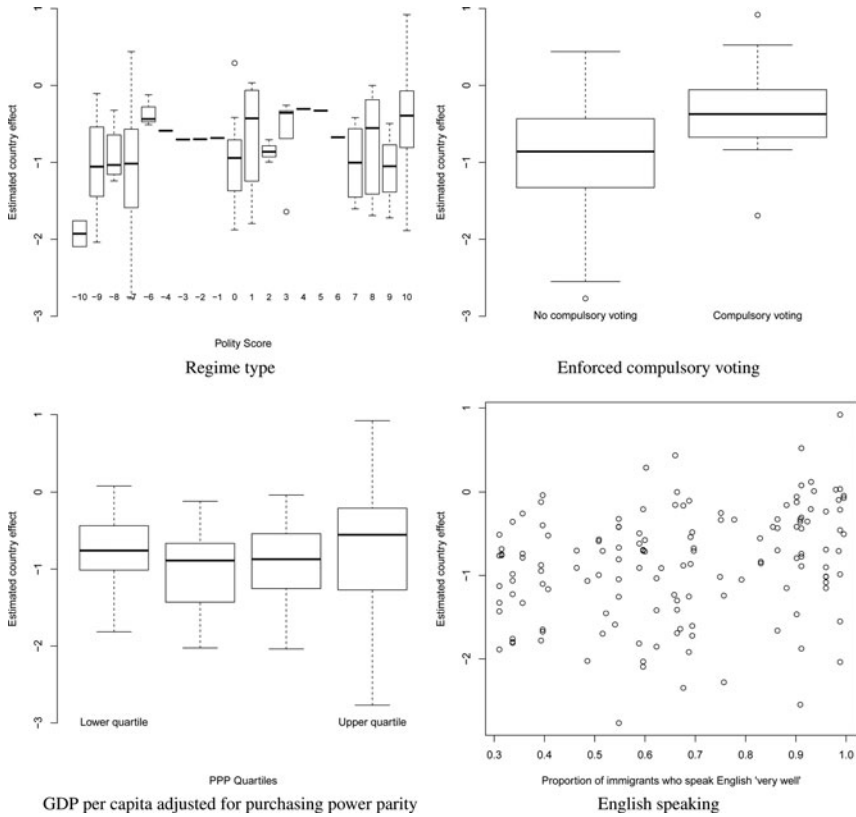 Estimated country effect
1
0
−1
−2
−3
−10 −9 −8 −7 −6 −4 −3 −2 −1 0 1 2 3 4 5 6 7 8 9 10
Polity Score
Regime type
Estimated country effect
1
0
−1
−2
−3
No compulsory voting Compulsory voting
Enforced compulsory voting
Estimated country effect
1
0
−1
−2
−3
Lower quartile Upper quartile
PPP Quartiles
GDP per capita adjusted for purchasing power parity
Estimated country effect
1
0
−1
−2
0.3 0.4 0.5 0.6 0.7 0.8 0.9 1.0
Proportion of immigrants who speak English 'very well'
English speaking